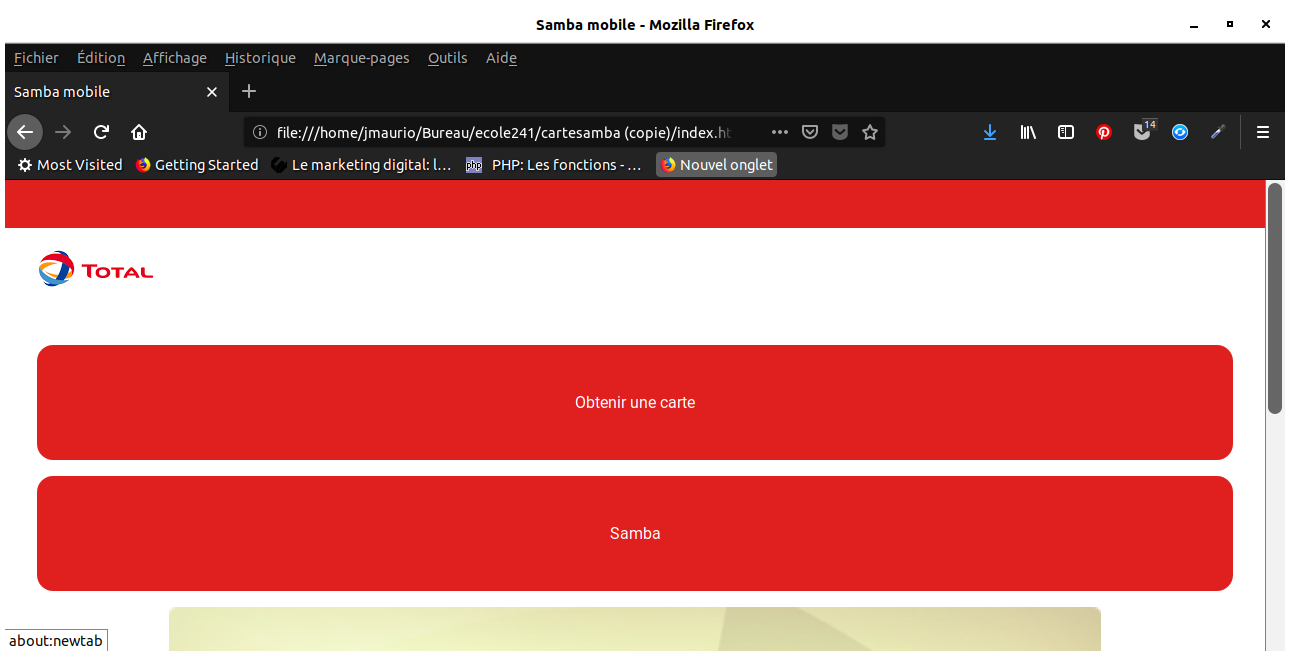 Samba mobile - Mozilla Firefox
Fichier Édition Affichage Historique Marque-pages Outils Aide
Samba mobile
file:///home/jmaurio/Bureau/ecole241/cartesamba (copie)/index.ht
14
Most Visited Getting Started Le marketing digital: l… php PHP: Les fonctions - … Nouvel onglet
TOTAL
Obtenir une carte
Samba
about:newtab